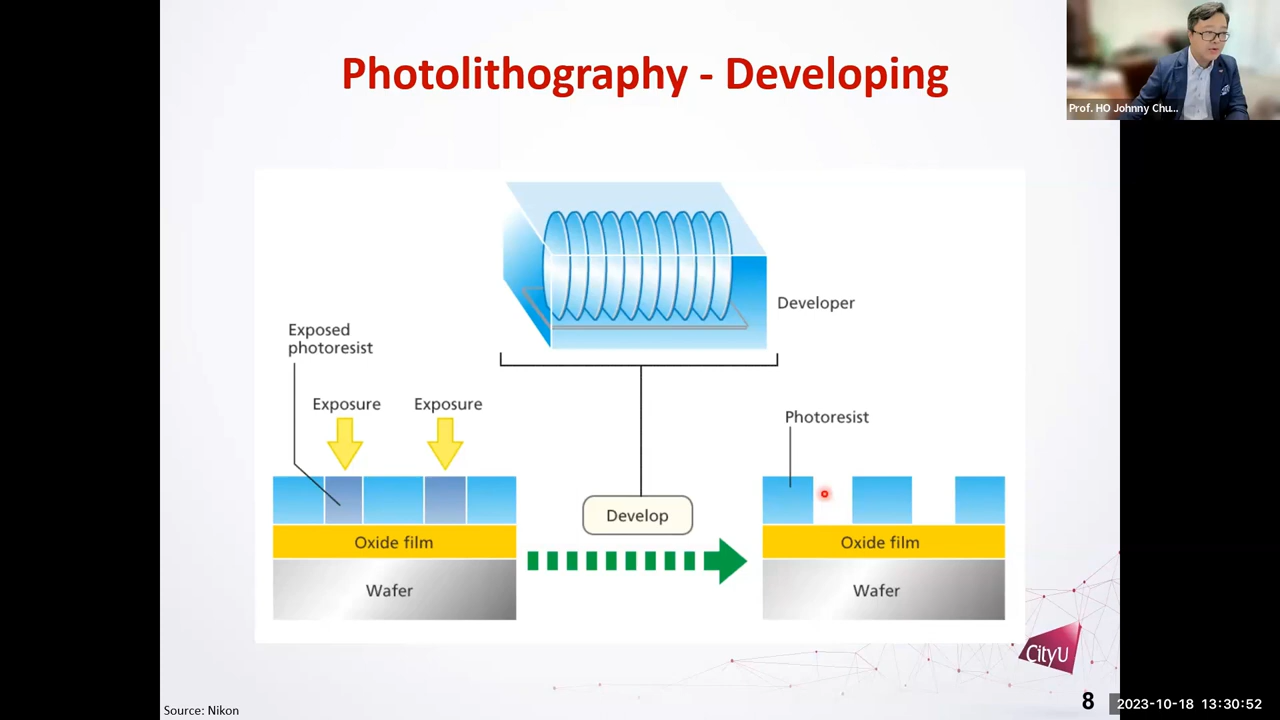 Photolithography - Developing
Prof. HO Johnny Chu...
Developer
Exposed
photoresist
Exposure
Exposure
Photoresist
Develop
Oxide film
Oxide film
Wafer
Wafer
CityU
8
2023-10-18 13:30:52
Source: Nikon